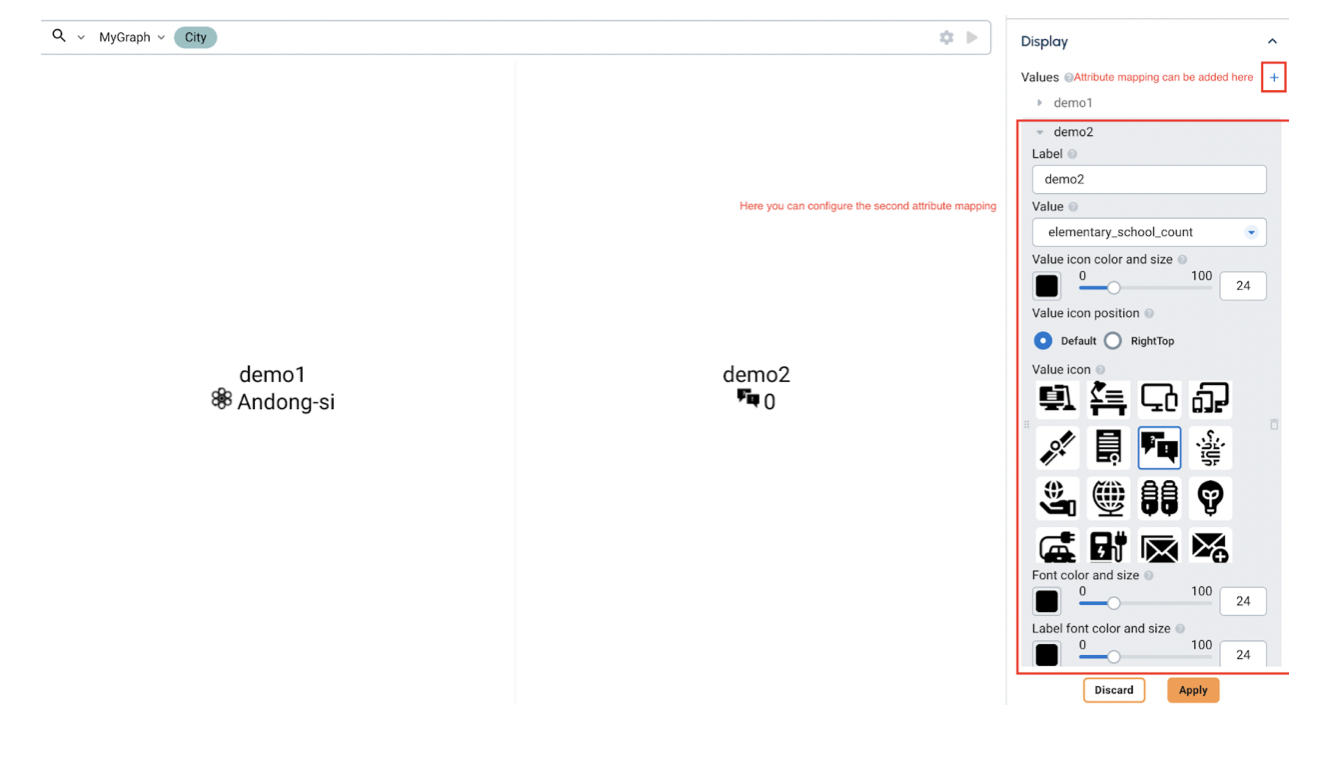 MyGraph City
demo1
Andong-si
demo2
0
Here you can configure the second attribute mapping
Display
Values Attribute mapping can be added here +
demo1
demo2
Label
demo2
Value
elementary_school_count
Value icon color and size
0 100
24
Value icon position
Default RightTop
Value icon
Font color and size
0 100
24
Label font color and size
0 100
24
Discard Apply